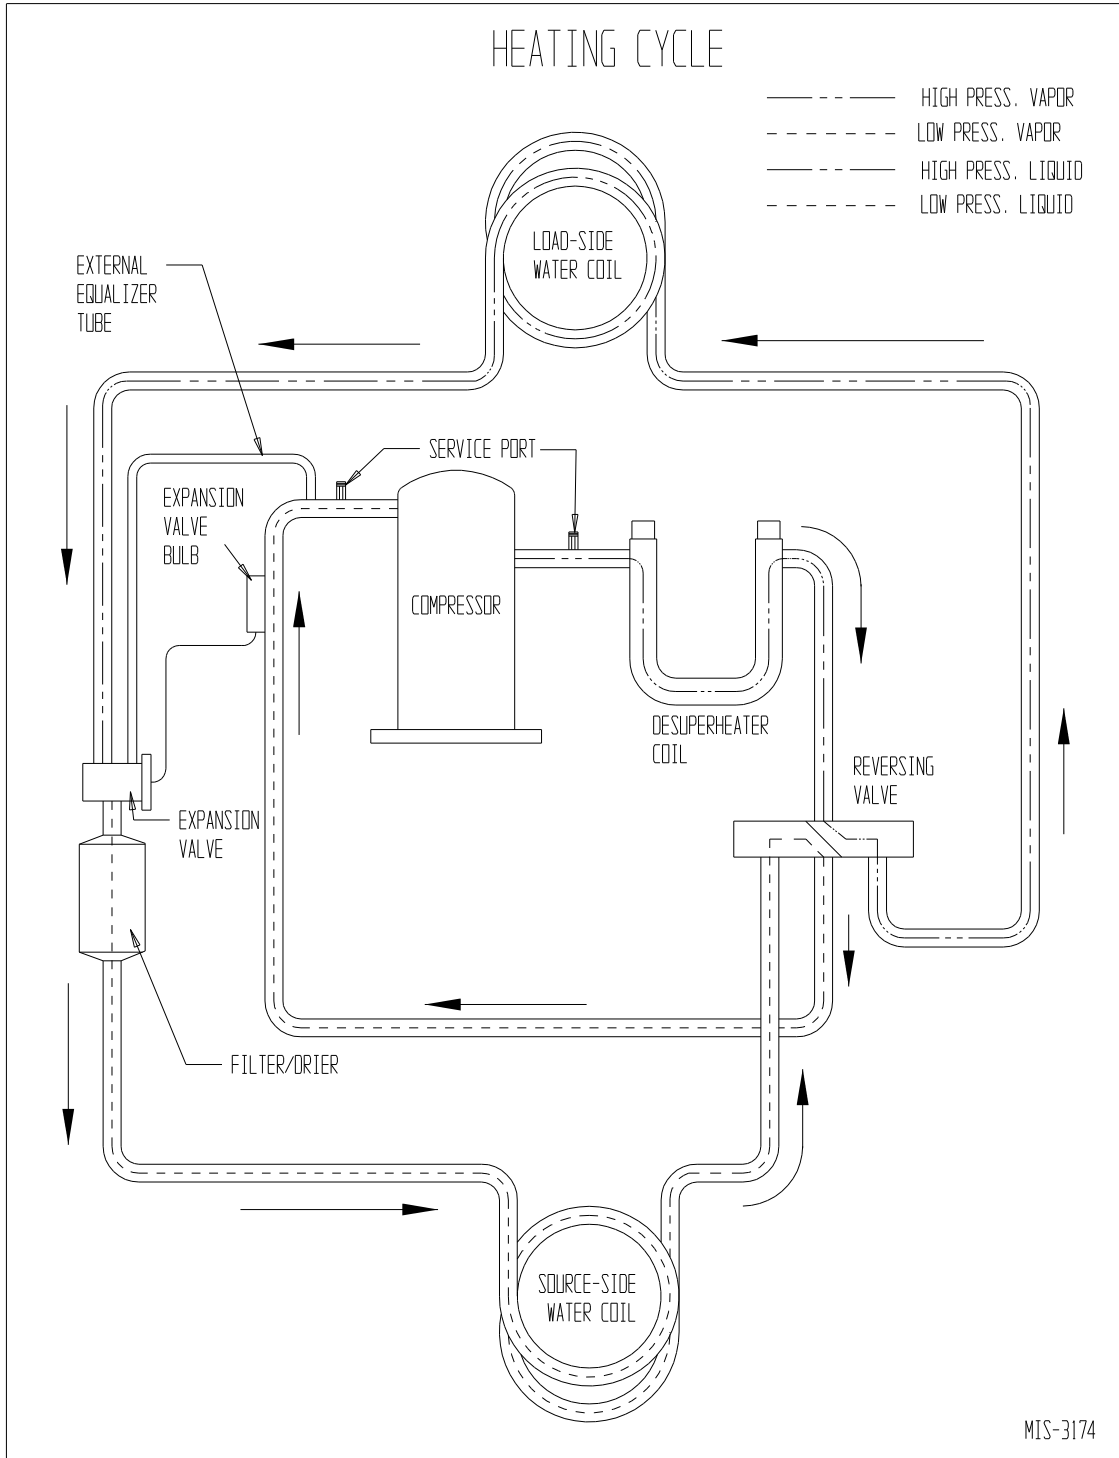 HEATING CYCLE
HIGH PRESS. VAPOR
LOW PRESS. VAPOR
HIGH PRESS. LIQUID
LOW PRESS. LIQUID
LOAD-SIDE
WATER COIL
EXTERNAL
EQUALIZER
TUBE
SERVICE PORT
EXPANSION
VALVE
BULB
COMPRESSOR
DESUPERHEATER
COIL
REVERSING
VALVE
EXPANSION
VALVE
FILTER/DRIER
SOURCE-SIDE
WATER COIL
MIS-3174